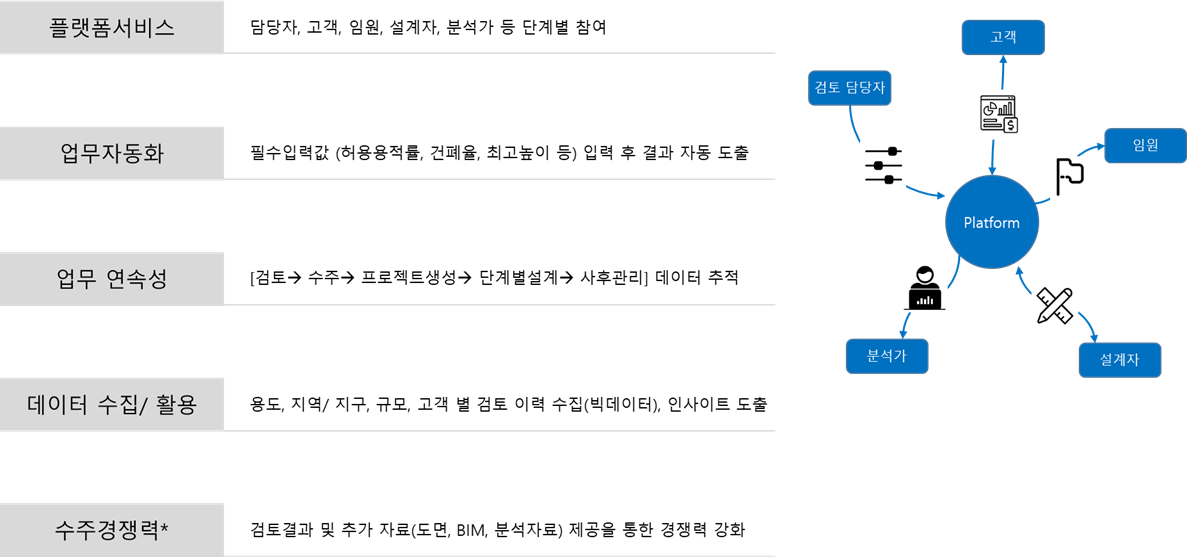 플랫폼서비스
담당자, 고객, 임원, 설계자, 분석가 등 단계별 참여
업무자동화
필수입력값 (허용용적률, 건폐율, 최고높이 등) 입력 후 결과 자동 도출
업무 연속성
[검토→ 수주→ 프로젝트생성→ 단계별설계→ 사후관리] 데이터 추적
데이터 수집/ 활용
용도, 지역/ 지구, 규모, 고객 별 검토 이력 수집(빅데이터), 인사이트 도출
수주경쟁력*
검토결과 및 추가 자료(도면, BIM, 분석자료) 제공을 통한 경쟁력 강화
고객
검토 담당자
임원
Platform
분석가
설계자